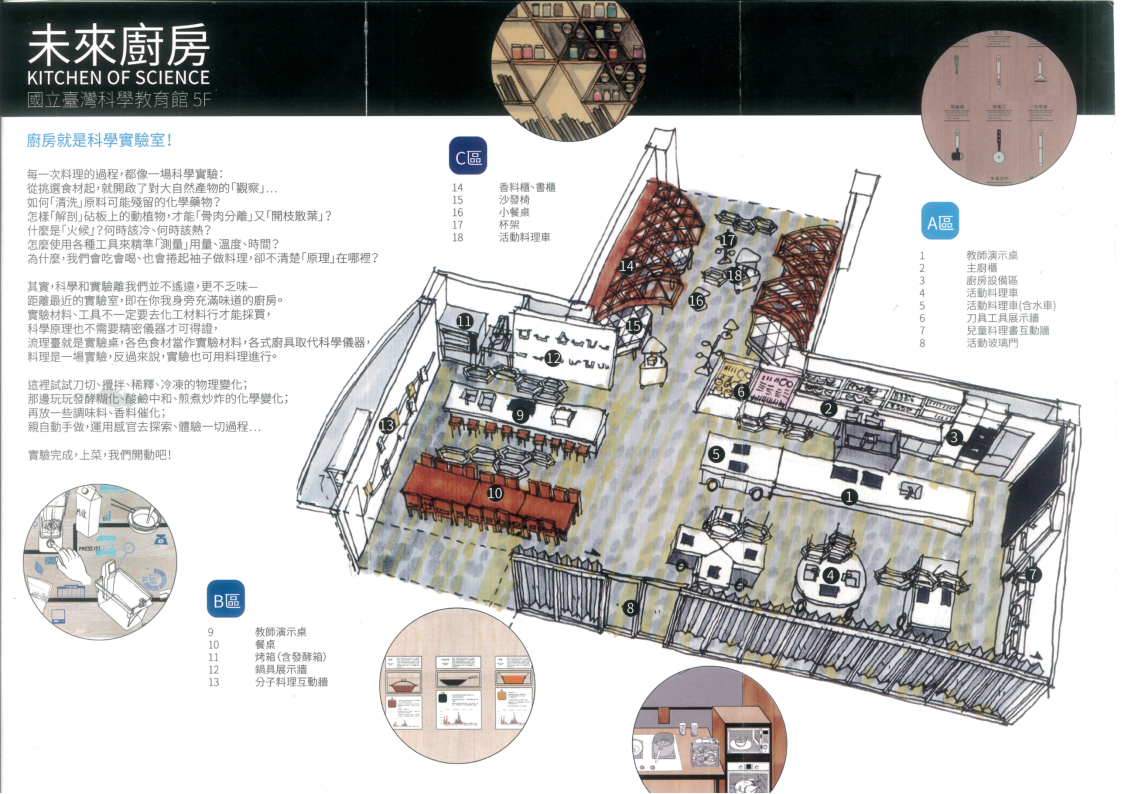 未來廚房
KITCHEN OF SCIENCE
國立臺灣科學教育館 5F
廚房就是科學實驗室!
每一次料理的過程,都像一場科學實驗:
從挑選食材起,就開啟了對大自然產物的「觀察」…
如何「清洗」原料可能殘留的化學藥物?
怎樣「解剖」砧板上的動植物,才能「骨肉分離」又「開枝散葉」?
什麼是「火候」?何時該冷、何時該熱?
怎麼使用各種工具來精準「測量」用量、溫度、時間?
為什麼,我們會吃會喝、也會捲起袖子做料理,卻不清楚「原理」在哪裡?
其實,科學和實驗離我們並不遙遠,更不乏味—
距離最近的實驗室,即在你我身旁充滿味道的廚房。
實驗材料、工具不一定要去化工材料行才能採買,
科學原理也不需要精密儀器才可得證,
流理臺就是實驗桌,各色食材當作實驗材料,各式廚具取代科學儀器,
料理是一場實驗,反過來說,實驗也可用料理進行。
這裡試試刀切、攪拌、稀釋、冷凍的物理變化;
那邊玩玩發酵糊化、酸鹼中和、煎煮炒炸的化學變化;
再放一些調味料、香料催化;
親自動手做,運用感官去探索、體驗一切過程…
實驗完成,上菜,我們開動吧!
C區
14 香料櫃、書櫃
15 沙發椅
16 小餐桌
17 杯架
18 活動料理車
A區
1 教師演示桌
2 主廚櫃
3 廚房設備區
4 活動料理車
5 活動料理車(含水車)
6 刀具工具展示牆
7 兒童料理書互動牆
8 活動玻璃門
B區
9 教師演示桌
10 餐桌
11 烤箱(含發酵箱)
12 鍋具展示牆
13 分子料理互動牆
17
14
18
16
11
15
12
6
2
9
13
3
5
10
1
4
7
8
MILK
PRESS IT!